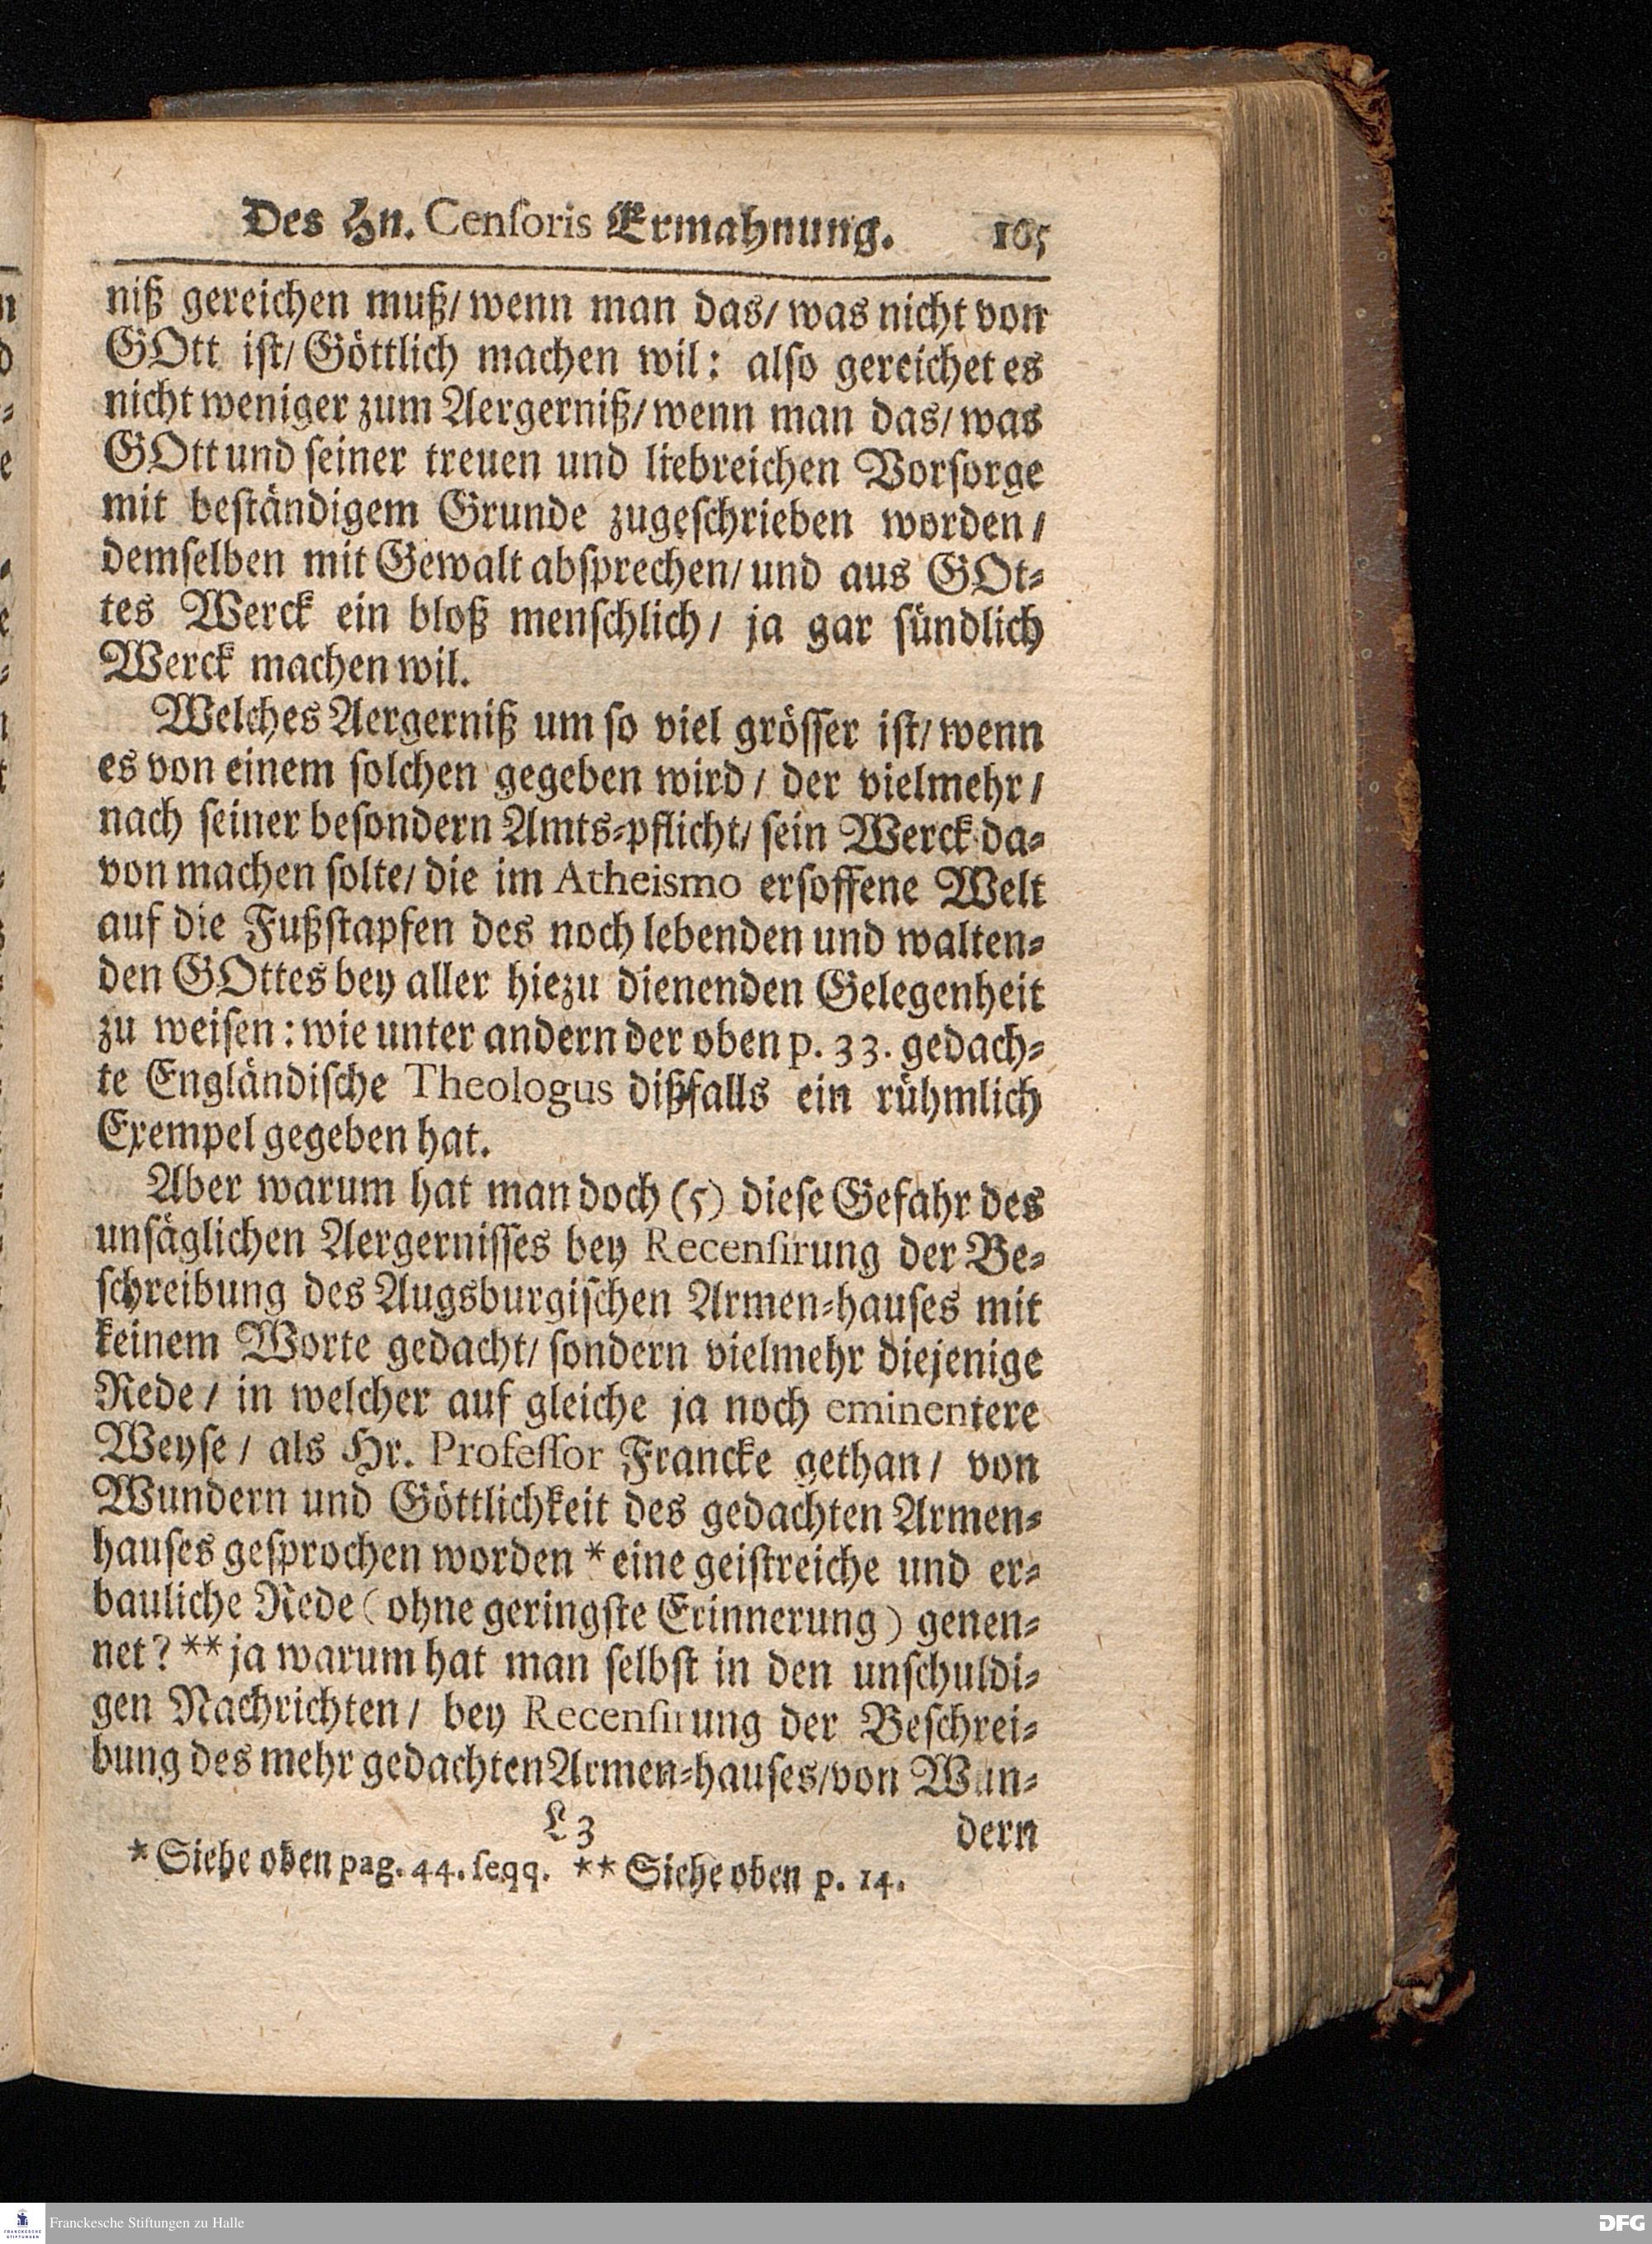 Des Hn. Cenſoris Ermahnung. 165
niß gereichen muß/ wenn man das/ was nicht von
GOtt iſt/ Göttlich machen wil: alſo gereichet es
nicht weniger zum Aergerniß/ wenn man das/ was
GOtt und ſeiner treuen und liebreichen Vorſorge
mit beſtändigem Grunde zugeſchrieben worden/
demſelben mit Gewalt abſprechen/ und aus GOt-
tes Werck ein bloß menſchlich/ ja gar ſündlich
Werck machen wil.
Welches Aergerniß um ſo viel gröſſer iſt/ wenn
es von einem ſolchen gegeben wird/ der vielmehr/
nach ſeiner beſondern Amts-pflicht/ ſein Werck da-
von machen ſolte/ die im Atheismo erſoffene Welt
auf die Fußſtapfen des noch lebenden und walten-
den GOttes bey aller hiezu dienenden Gelegenheit
zu weiſen: wie unter andern der oben p. 33. gedach-
te Engländiſche Theologus dißfalls ein rühmlich
Exempel gegeben hat.
Aber warum hat man doch (5) dieſe Gefahr des
unſäglichen Aergerniſſes bey Recenſirung der Be-
ſchreibung des Augsburgiſchen Armen-hauſes mit
keinem Worte gedacht/ ſondern vielmehr diejenige
Rede/ in welcher auf gleiche ja noch eminentere
Weyſe/ als Hr. Profeſſor Francke gethan/ von
Wundern und Göttlichkeit des gedachten Armen-
hauſes geſprochen worden * eine geiſtreiche und er-
bauliche Rede (ohne geringſte Erinnerung) genen-
net? ** ja warum hat man ſelbſt in den unſchuldi-
gen Nachrichten/ bey Recenſirung der Beſchrei-
bung des mehr gedachten Armen-hauſes/ von Wun-
L 3 dern
* Siehe oben pag. 44. ſeqq. ** Siehe oben p. 14.
FRANCKESCHE STIFTUNGEN
Franckesche Stiftungen zu Halle
DFG